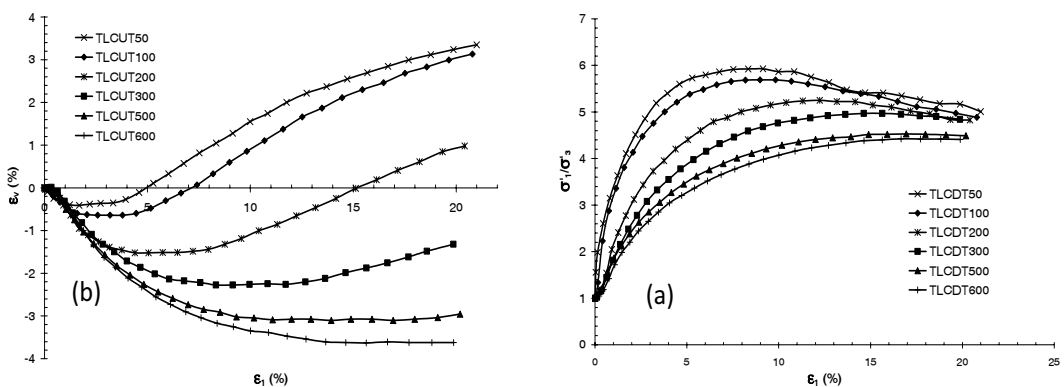 4
3
2
1
0
-1
-2
-3
-4
εv (%)
TLCUT50
TLCUT100
TLCUT200
TLCUT300
TLCUT500
TLCUT600
0
5
10
15
20
(b)
ε1 (%)
7
6
5
4
3
2
1
0
σ'1/σ'3
TLCDT50
TLCDT100
TLCDT200
TLCDT300
TLCDT500
TLCDT600
(a)
0
5
10
15
20
25
ε1 (%)